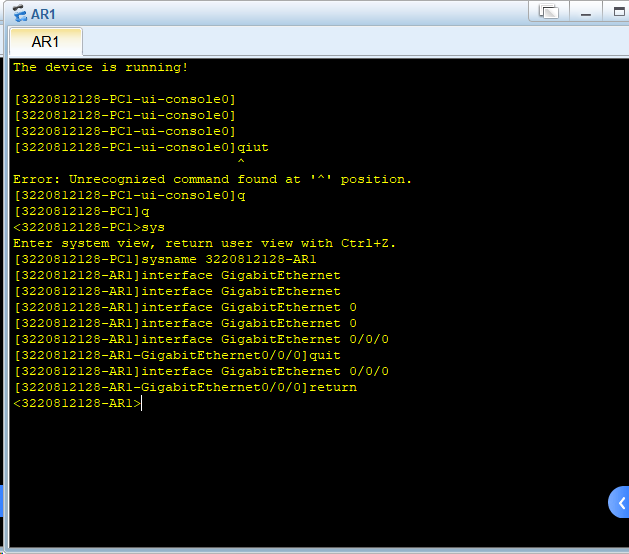 AR1
AR1
The device is running!
[3220812128-PC1-ui-console0]
[3220812128-PC1-ui-console0]
[3220812128-PC1-ui-console0]
[3220812128-PC1-ui-console0]qiut
^
Error: Unrecognized command found at '^' position.
[3220812128-PC1-ui-console0]q
[3220812128-PC1]q
<3220812128-PC1>sys
Enter system view, return user view with Ctrl+Z.
[3220812128-PC1]sysname 3220812128-AR1
[3220812128-AR1]interface GigabitEthernet
[3220812128-AR1]interface GigabitEthernet
[3220812128-AR1]interface GigabitEthernet 0
[3220812128-AR1]interface GigabitEthernet 0
[3220812128-AR1]interface GigabitEthernet 0/0/0
[3220812128-AR1-GigabitEthernet0/0/0]quit
[3220812128-AR1]interface GigabitEthernet 0/0/0
[3220812128-AR1-GigabitEthernet0/0/0]return
<3220812128-AR1>